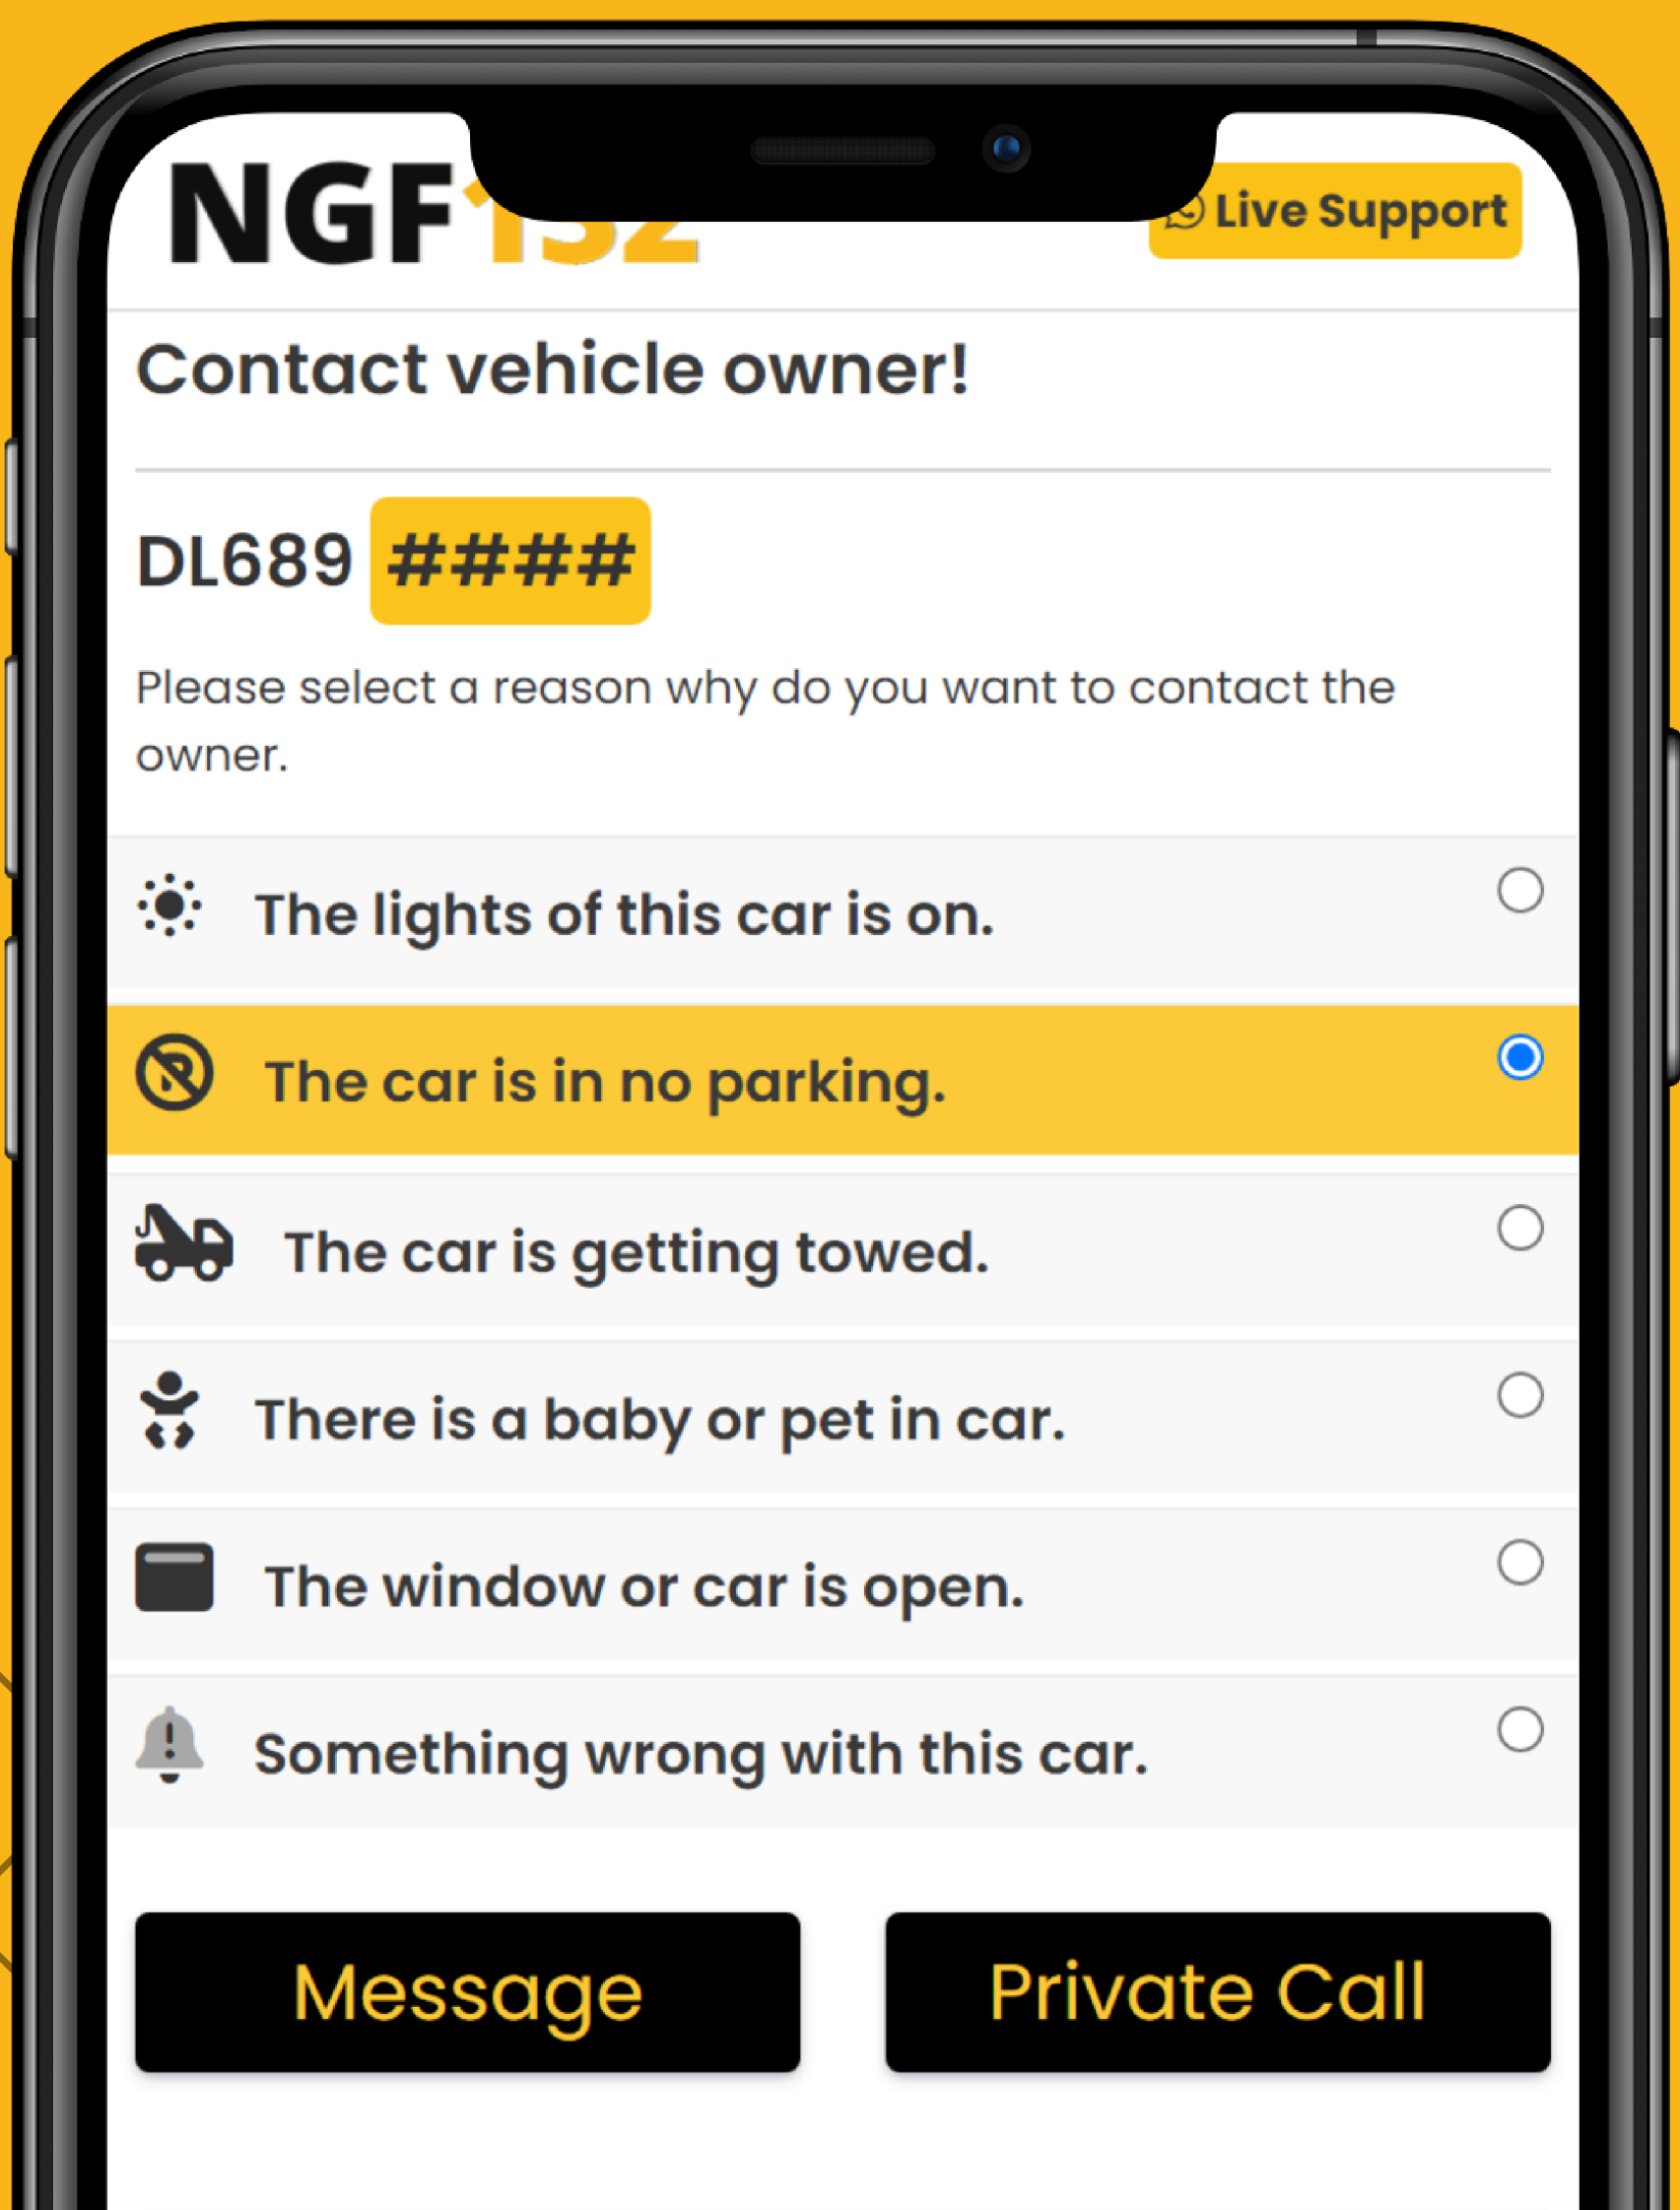 NGF132
Live Support
Contact vehicle owner!
DL689 ####
Please select a reason why do you want to contact the
owner.
The lights of this car is on.
The car is in no parking.
The car is getting towed.
There is a baby or pet in car.
The window or car is open.
Something wrong with this car.
Message
Private Call